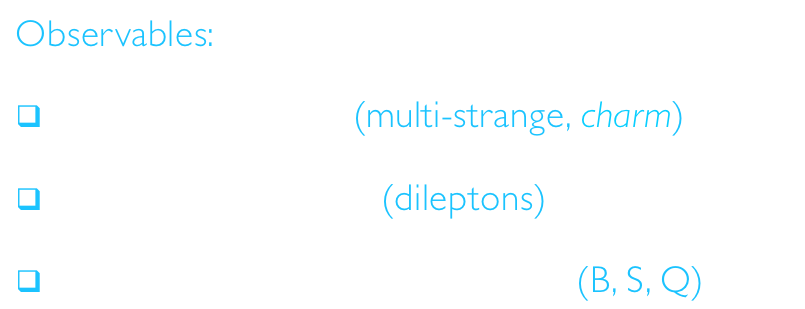 Observables:
❑ (multi-strange, charm)
❑ (dileptons)
❑ (B, S, Q)